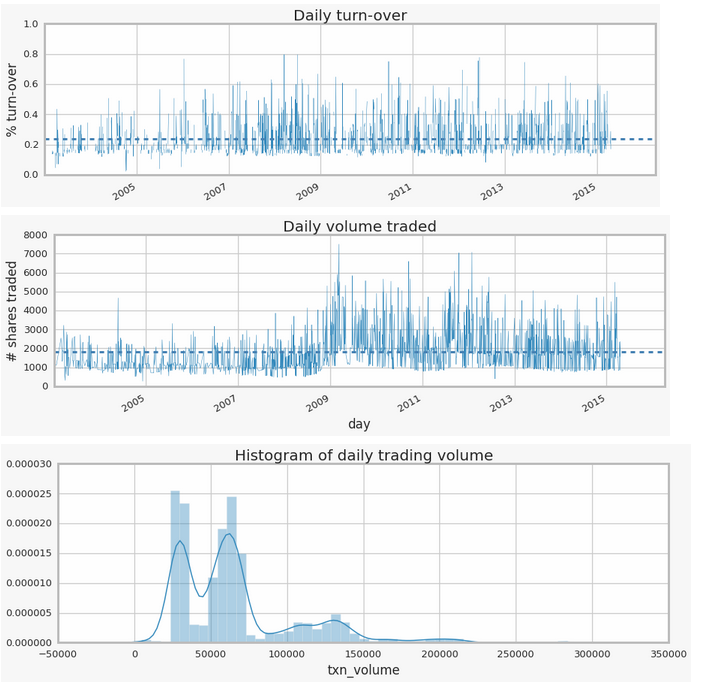 Daily turn-over
1.0
0.8
0.6
0.4
0.2
0.0
% turn-over
2005 2007 2009 2011 2013 2015
Daily volume traded
8000
7000
6000
5000
4000
3000
2000
1000
0
# shares traded
2005 2007 2009 2011 2013 2015
day
Histogram of daily trading volume
0.000030
0.000025
0.000020
0.000015
0.000010
0.000005
0.000000
−50000 0 50000 100000 150000 200000 250000 300000 350000
txn_volume